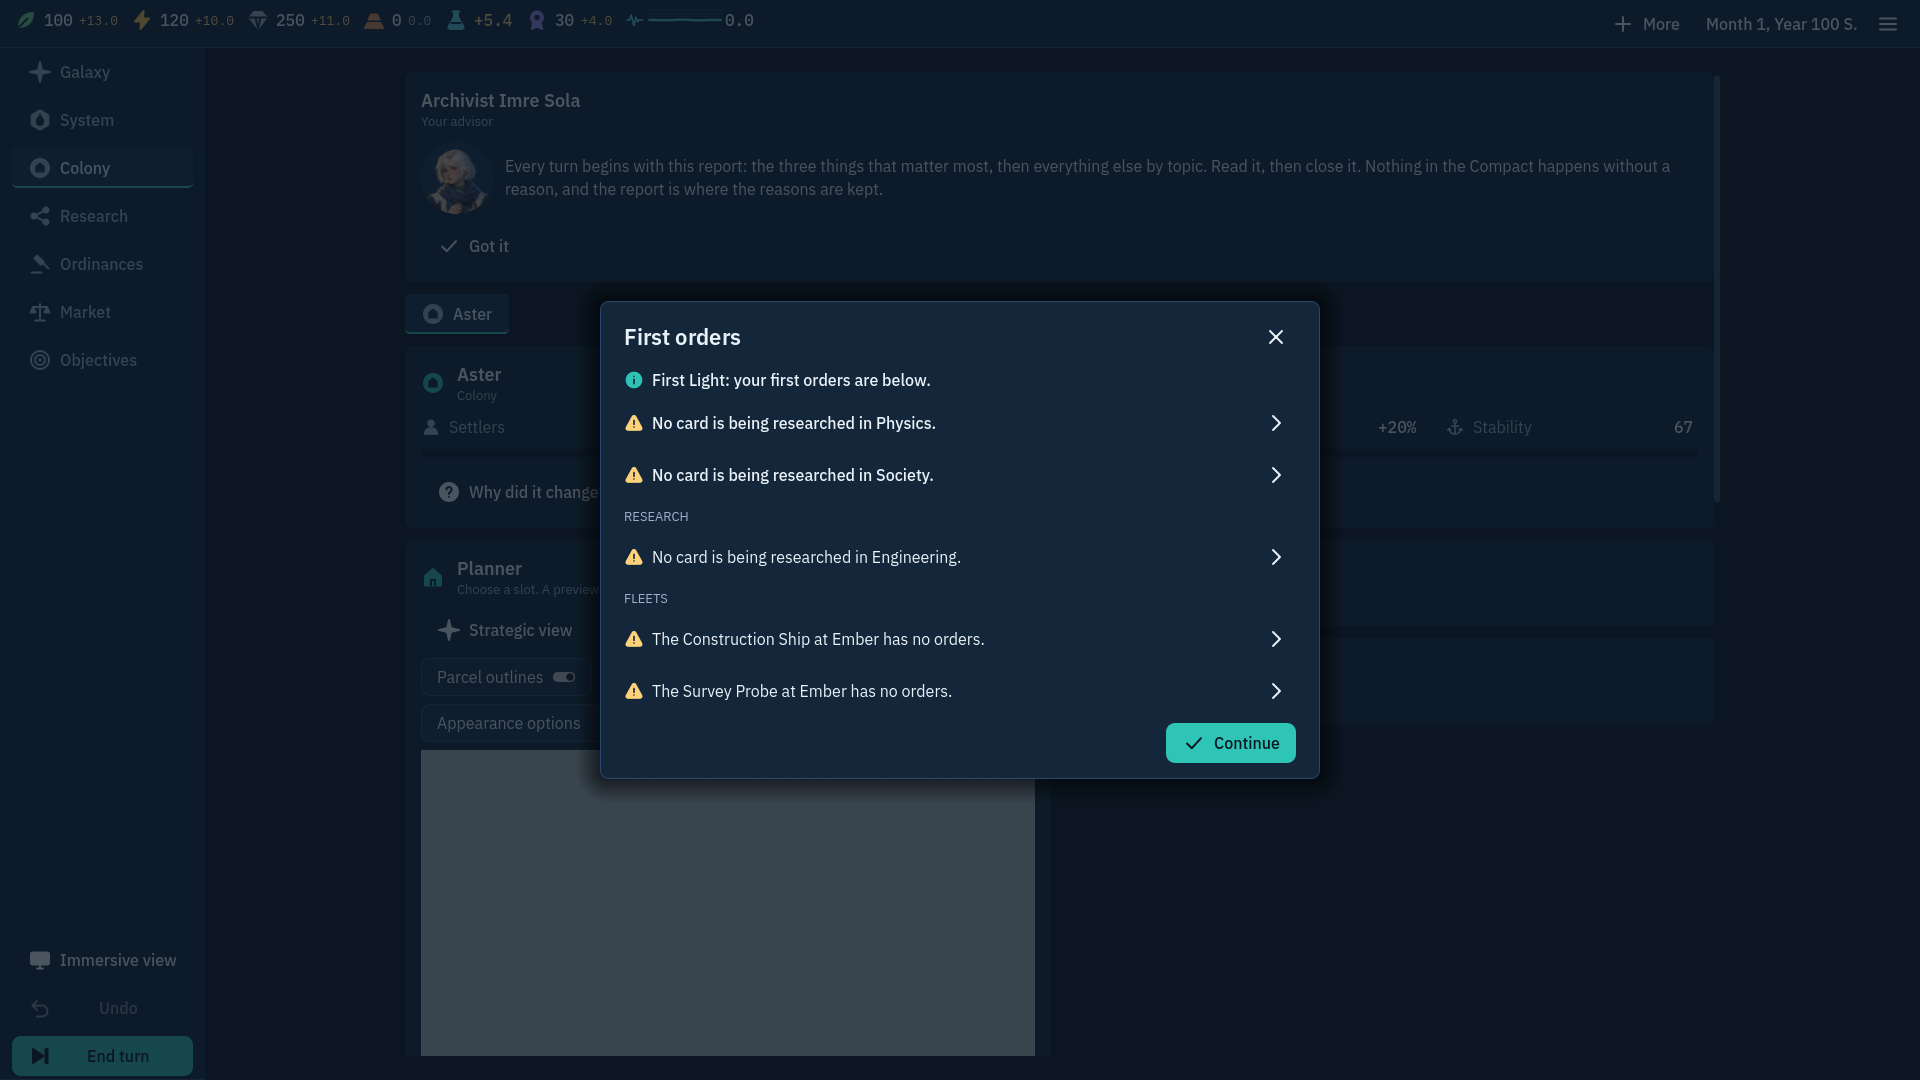 100 +13.0 120 +10.0 250 +11.0 0 0.0 +5.4 30 +4.0 0.0 More Month 1, Year 100 S.
Galaxy
System
Colony
Research
Ordinances
Market
Objectives
Immersive view
Undo
End turn
Archivist Imre Sola
Your advisor
Every turn begins with this report: the three things that matter most, then everything else by topic. Read it, then close it. Nothing in the Compact happens without a
reason, and the report is where the reasons are kept.
Got it
Aster
Aster
Colony
Settlers +20% Stability 67
Why did it change
Planner
Choose a slot. A preview
Strategic view
Parcel outlines
Appearance options
First orders
First Light: your first orders are below.
No card is being researched in Physics.
No card is being researched in Society.
RESEARCH
No card is being researched in Engineering.
FLEETS
The Construction Ship at Ember has no orders.
The Survey Probe at Ember has no orders.
Continue